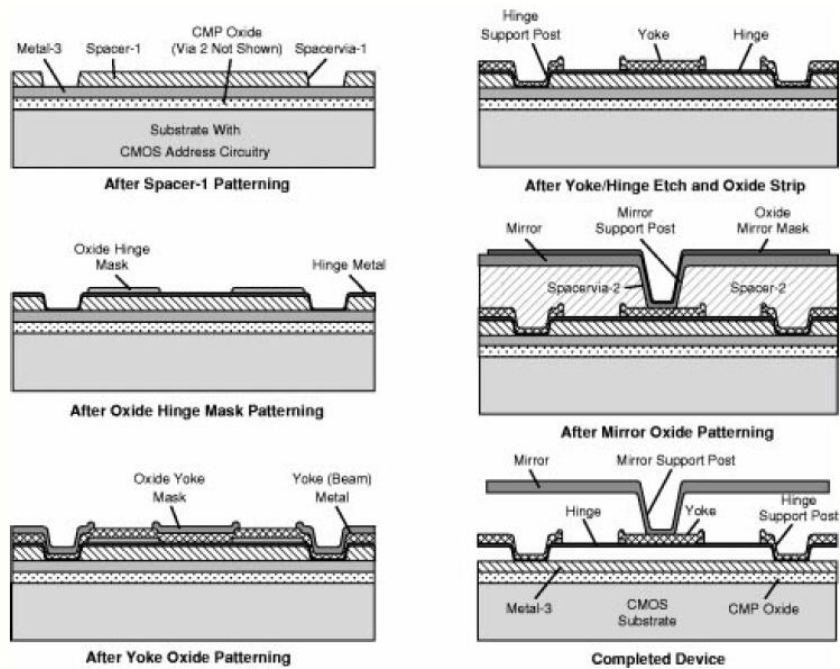 CMP Oxide
(Via 2 Not Shown)
Metal-3
Spacer-1
Spacervia-1
Substrate With
CMOS Address Circuitry
After Spacer-1 Patterning
Oxide Hinge
Mask
Hinge Metal
After Oxide Hinge Mask Patterning
Oxide Yoke
Mask
Yoke (Beam)
Metal
After Yoke Oxide Patterning
Hinge
Support Post
Yoke
Hinge
After Yoke/Hinge Etch and Oxide Strip
Mirror
Mirror
Support Post
Oxide
Mirror Mask
Spacervia-2
Spacer-2
After Mirror Oxide Patterning
Mirror
Mirror Support Post
Hinge
Yoke
Hinge
Support Post
Metal-3
CMOS
Substrate
CMP Oxide
Completed Device